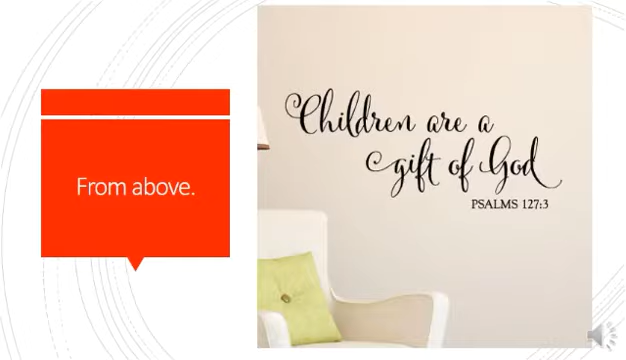 From above.
Children are a
gift of God
PSALMS 127:3